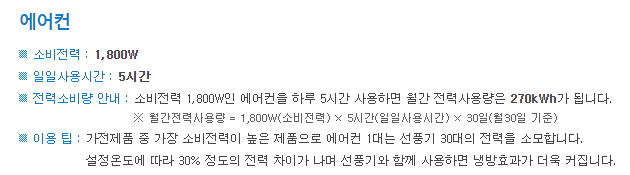 에어컨
소비전력 : 1,800W
일일사용시간 : 5시간
전력소비량 안내 : 소비전력 1,800W인 에어컨을 하루 5시간 사용하면 월간 전력사용량은 270kWh가 됩니다.
※ 월간전력사용량 = 1,800W(소비전력) × 5시간(일일사용시간) × 30일(월30일 기준)
이용 팁 : 가전제품 중 가장 소비전력이 높은 제품으로 에어컨 1대는 선풍기 30대의 전력을 소모합니다.
설정온도에 따라 30% 정도의 전력 차이가 나며 선풍기와 함께 사용하면 냉방효과가 더욱 커집니다.